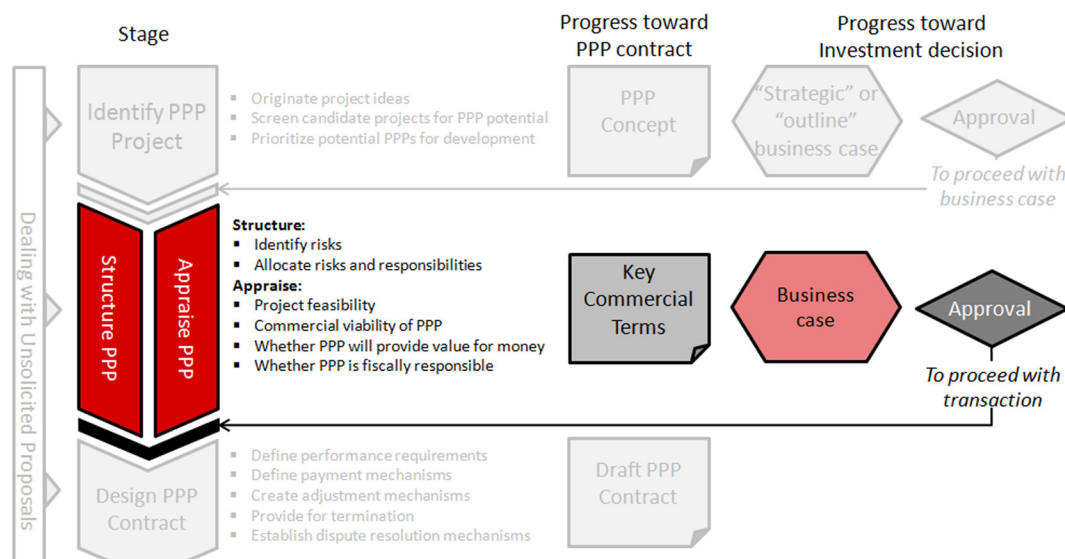 Stage
Progress toward
PPP contract
Progress toward
Investment decision
Dealing with Unsolicited Proposals
Identify PPP
Project
▪ Originate project ideas
▪ Screen candidate projects for PPP potential
▪ Prioritize potential PPPs for development
PPP
Concept
“Strategic” or
“outline”
business case
Approval
To proceed with
business case
Structure PPP
Appraise PPP
Structure:
▪ Identify risks
▪ Allocate risks and responsibilities
Appraise:
▪ Project feasibility
▪ Commercial viability of PPP
▪ Whether PPP will provide value for money
▪ Whether PPP is fiscally responsible
Key
Commercial
Terms
Business
case
Approval
To proceed with
transaction
Design PPP
Contract
▪ Define performance requirements
▪ Define payment mechanisms
▪ Create adjustment mechanisms
▪ Provide for termination
▪ Establish dispute resolution mechanisms
Draft PPP
Contract